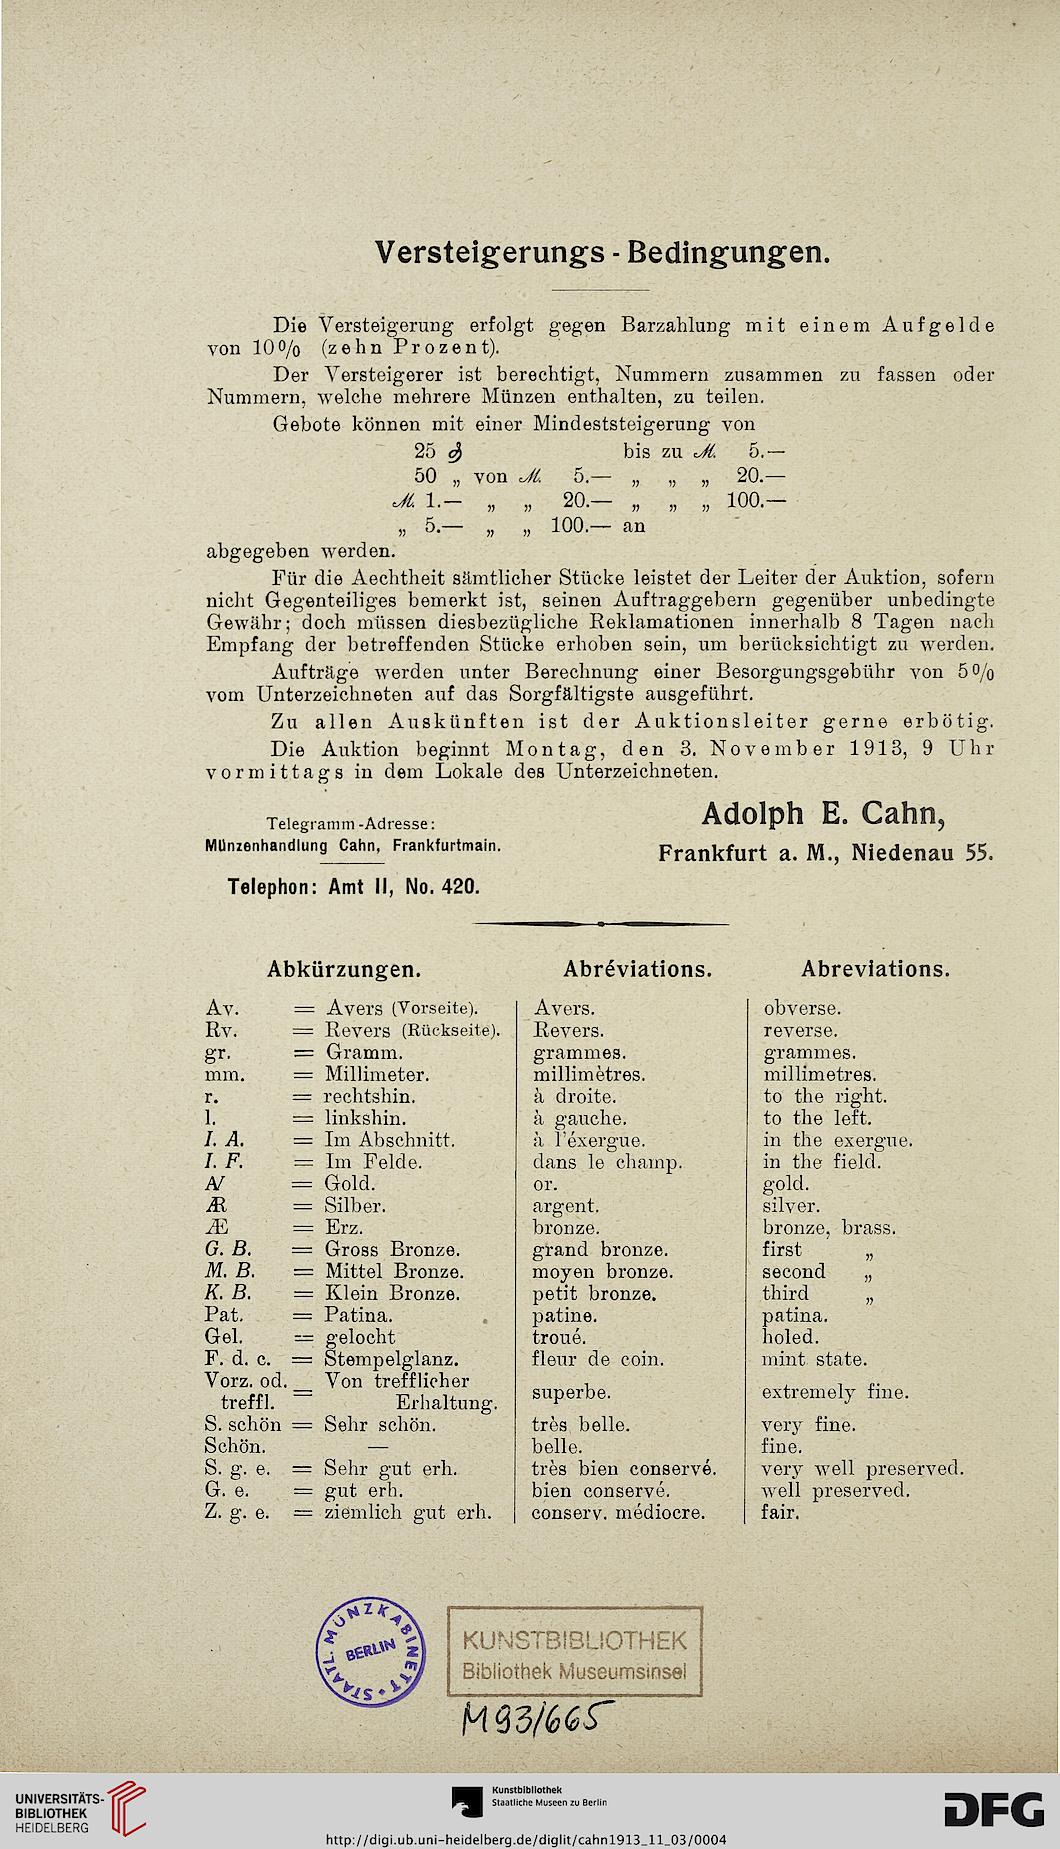 Versteigerungs-Bedingungen.
Die Versteigerung erfolgt gegen Barzahlung mit einem Aufgelde
von 10% (zehn Prozent).
Der Versteigerer ist berechtigt, Nummern zusammen zu fassen oder
Nummern, welche mehrere Münzen enthalten, zu teilen.
Gebote können mit einer Mindeststeigerung von
25 ₰ bis zu ℳ 5.—
50 „ von ℳ 5.— „ „ „ 20.—
ℳ 1.— „ „ 20.— „ „ „ 100.—
„ 5.— „ „ 100.— an
abgegeben werden.
Für die Aechtheit sämtlicher Stücke leistet der Leiter der Auktion, sofern
nicht Gegenteiliges bemerkt ist, seinen Auftraggebern gegenüber unbedingte
Gewähr; doch müssen diesbezügliche Reklamationen innerhalb 8 Tagen nach
Empfang der betreffenden Stücke erhoben sein, um berücksichtigt zu werden.
Aufträge werden unter Berechnung einer Besorgungsgebühr von 5%
vom Unterzeichneten auf das Sorgfältigste ausgeführt.
Zu allen Auskünften ist der Auktionsleiter gerne erbötig.
Die Auktion beginnt Montag, den 3. November 1913, 9 Uhr
vormittags in dem Lokale des Unterzeichneten.
Adolph E. Cahn,
Frankfurt a. M., Niedenau 55.
Telegramm-Adresse:
Münzenhandlung Cahn, Frankfurtmain.
Telephon: Amt II, No. 420.
Abkürzungen. Abréviations. Abreviations.
Av. = Avers (Vorseite). Avers. obverse.
Rv. = Revers (Rückseite). Revers. reverse.
gr. = Gramm. grammes. grammes.
mm. = Millimeter. millimètres. millimetres.
r. = rechtshin. à droite. to the right.
l. = linkshin. à gauche. to the left.
I. A. = Im Abschnitt. à l'éxergue. in the exergue.
I. F. = Im Felde. dans le champ. in the field.
AV = Gold. or. gold.
ÆR = Silber. argent. silver.
Æ = Erz. bronze. bronze, brass.
G. B. = Gross Bronze. grand bronze. first „
M. B. = Mittel Bronze. moyen bronze. second „
K. B. = Klein Bronze. petit bronze. third „
Pat. = Patina. patine. patina.
Gel. = gelocht troué. holed.
F. d. c. = Stempelglanz. fleur de coin. mint state.
Vorz. od. treffl. = Von trefflicher Erhaltung. superbe. extremely fine.
S. schön = Sehr schön. très belle. very fine.
Schön. — belle. fine.
S. g. e. = Sehr gut erh. très bien conservé. very well preserved.
G. e. = gut erh. bien conservé. well preserved.
Z. g. e. = ziemlich gut erh. conserv. médiocre. fair.
STAATL. MÜNZKABINETT
BERLIN
KUNSTBIBLIOTHEK
Bibliothek Museumsinsel
M93/665
UNIVERSITÄTS-
BIBLIOTHEK
HEIDELBERG
Kunstbibliothek
Staatliche Museen zu Berlin
http://digi.ub.uni-heidelberg.de/diglit/cahn1913_11_03/0004
DFG